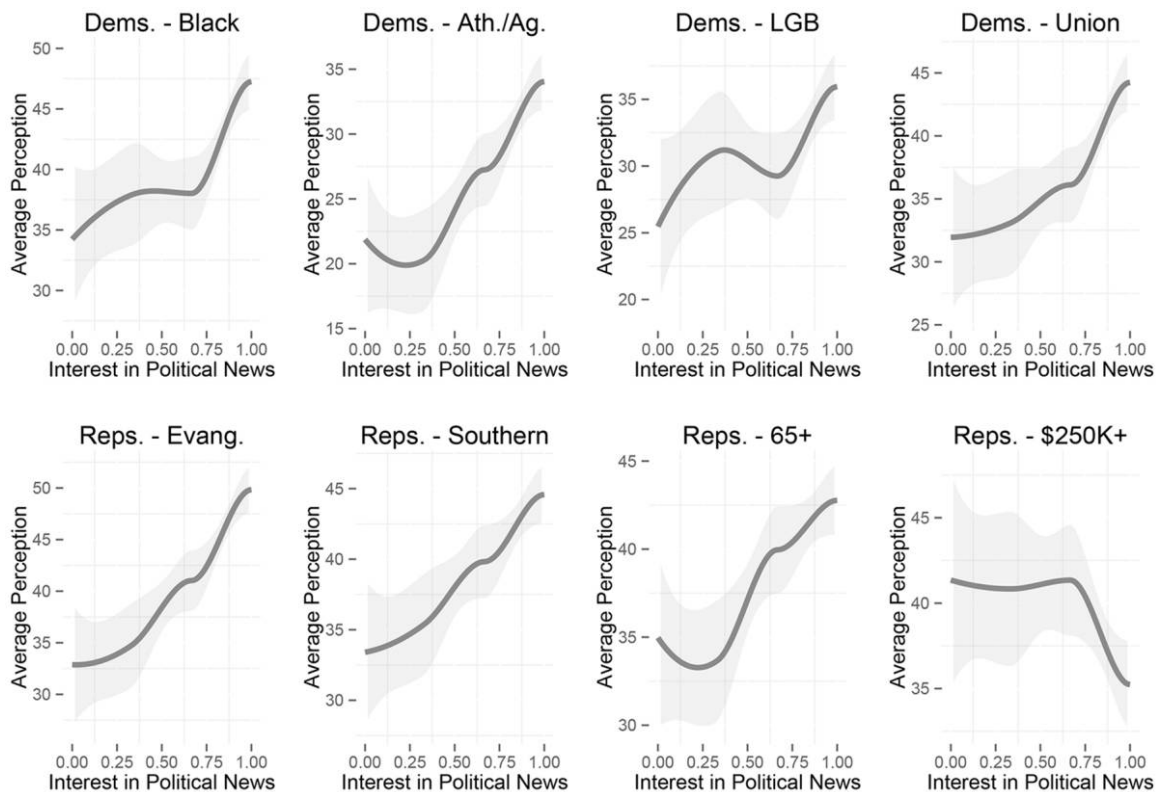 Dems. - Black
Dems. - Ath./Ag.
Dems. - LGB
Dems. - Union
Average Perception
50
45
40
35
30
0.00 0.25 0.50 0.75 1.00
Interest in Political News
Average Perception
35
30
25
20
15
0.00 0.25 0.50 0.75 1.00
Interest in Political News
Average Perception
35
30
25
20
0.00 0.25 0.50 0.75 1.00
Interest in Political News
Average Perception
45
40
35
30
25
0.00 0.25 0.50 0.75 1.00
Interest in Political News
Reps. - Evang.
Reps. - Southern
Reps. - 65+
Reps. - $250K+
Average Perception
50
45
40
35
30
0.00 0.25 0.50 0.75 1.00
Interest in Political News
Average Perception
45
40
35
30
0.00 0.25 0.50 0.75 1.00
Interest in Political News
Average Perception
45
40
35
30
0.00 0.25 0.50 0.75 1.00
Interest in Political News
Average Perception
45
40
35
0.00 0.25 0.50 0.75 1.00
Interest in Political News